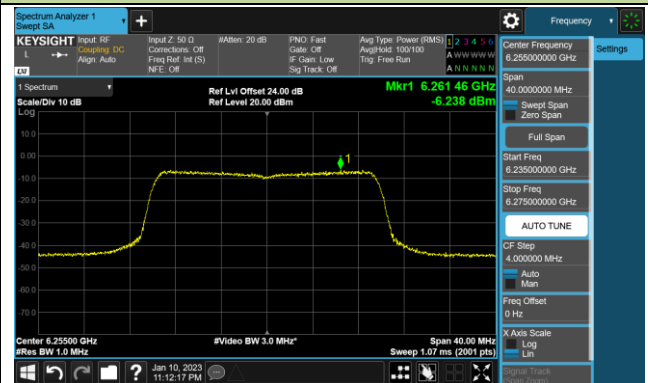 Spectrum Analyzer 1
Swept SA
+
Frequency
KEYSIGHT
Input: RF
Coupling: DC
Align: Auto
Input Z: 50 Ω
Corrections: Off
Freq Ref: Int (S)
NFE: Off
#Atten: 20 dB
PNO: Fast
Gate: Off
IF Gain: Low
Sig Track: Off
Avg Type: Power (RMS)
Avg|Hold: 100/100
Trig: Free Run
1 2 3 4 5 6
A W W W W W
A N N N N N
L
LXI
1 Spectrum
Scale/Div 10 dB
Ref Lvl Offset 24.00 dB
Ref Level 20.00 dBm
Mkr1 6.261 46 GHz
-6.238 dBm
Log
10.0
0.00
-10.0
-20.0
-30.0
-40.0
-50.0
-60.0
-70.0
1
Center 6.25500 GHz
#Res BW 1.0 MHz
#Video BW 3.0 MHz*
Span 40.00 MHz
Sweep 1.07 ms (2001 pts)
Jan 10, 2023
11:12:17 PM
?
Center Frequency
6.255000000 GHz
Settings
Span
40.0000000 MHz
Swept Span
Zero Span
Full Span
Start Freq
6.235000000 GHz
Stop Freq
6.275000000 GHz
AUTO TUNE
CF Step
4.000000 MHz
Auto
Man
Freq Offset
0 Hz
X Axis Scale
Log
Lin
Signal Track
(Span Zoom)